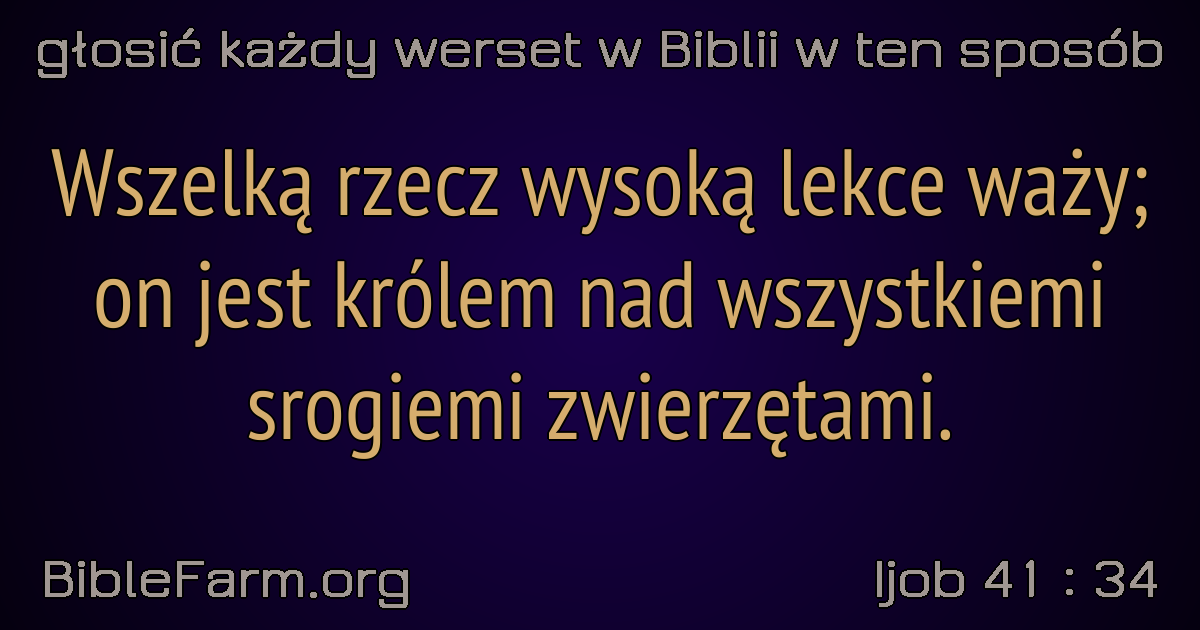 głosić każdy werset w Biblii w ten sposób
Wszelką rzecz wysoką lekce waży;
on jest królem nad wszystkiemi
srogiemi zwierzętami.
BibleFarm.org
Ijob 41 : 34